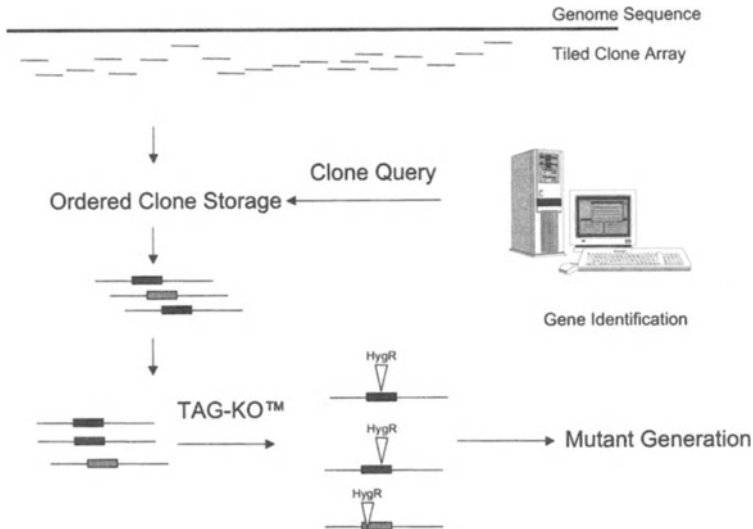 Genome Sequence
Tiled Clone Array
Clone Query
Ordered Clone Storage
Gene Identification
HygR
TAG-KO™
HygR
Mutant Generation
HygR